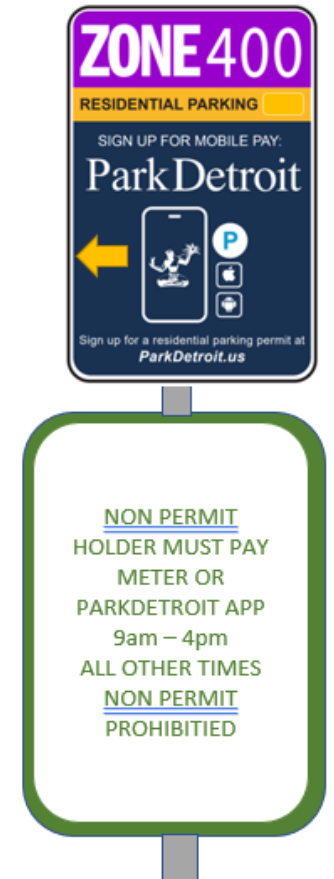 ZONE 400
RESIDENTIAL PARKING
SIGN UP FOR MOBILE PAY:
ParkDetroit
P
Sign up for a residential parking permit at
ParkDetroit.us
NON PERMIT
HOLDER MUST PAY
METER OR
PARKDETROIT APP
9am – 4pm
ALL OTHER TIMES
NON PERMIT
PROHIBITIED